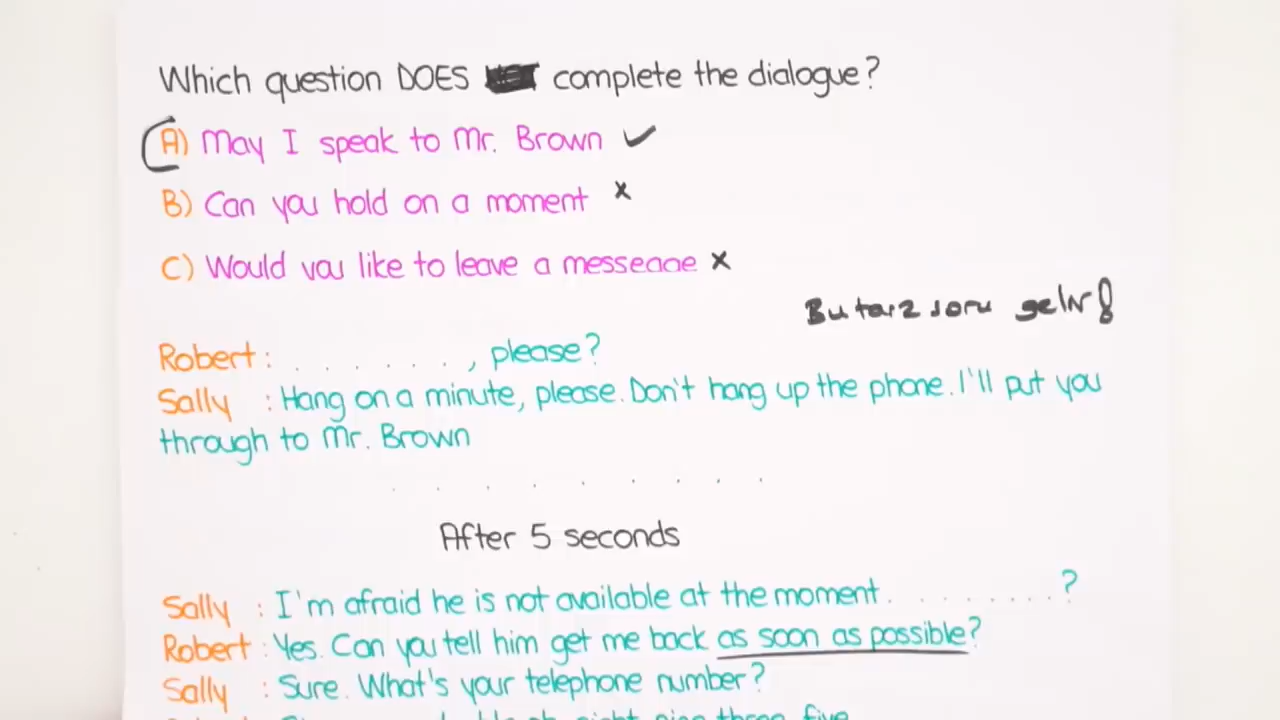 Which question DOES complete the dialogue?
A) May I speak to Mr. Brown ✓
B) Can you hold on a moment x
C) Would you like to leave a messeage x
Bu tarz soru gelir!
Robert: . . . . . . . , please?
Sally : Hang on a minute, please. Don't hang up the phone. I'll put you
through to Mr. Brown
. . . . . . . . .
After 5 seconds
Sally : I'm afraid he is not available at the moment. . . . . . . . ?
Robert : Yes. Can you tell him get me back as soon as possible?
Sally : Sure. What's your telephone number?
three five